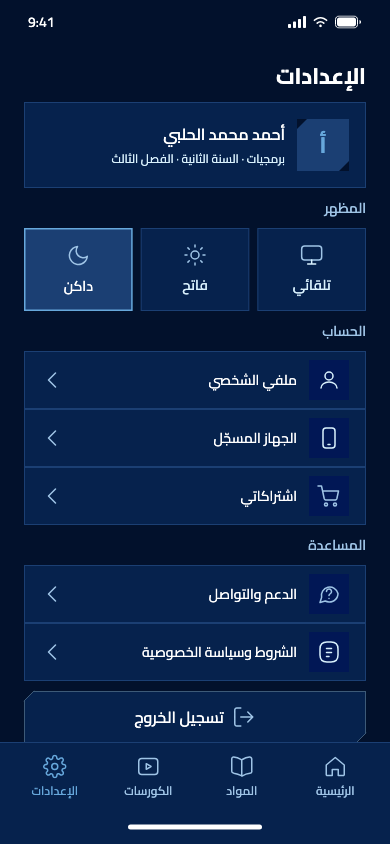 9:41
الإعدادات
أ
أحمد محمد الحلبي
برمجيات · السنة الثانية · الفصل الثالث
المظهر
تلقائي
فاتح
داكن
الحساب
ملفي الشخصي
الجهاز المسجّل
اشتراكاتي
المساعدة
الدعم والتواصل
الشروط وسياسة الخصوصية
تسجيل الخروج
الرئيسية
المواد
الكورسات
الإعدادات